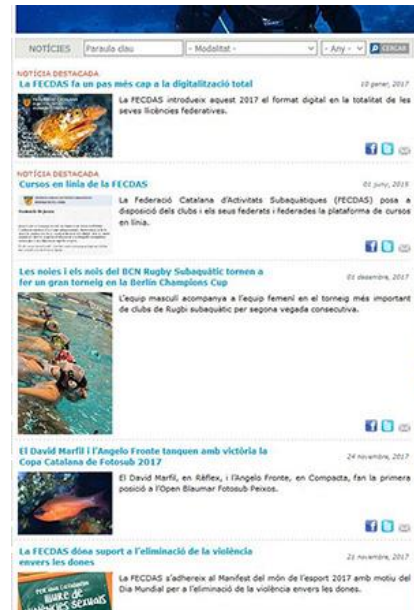 NOTÍCIES
Paraula clau
- Modalitat -
- Any -
CERCAR
NOTÍCIA DESTACADA
La FECDAS fa un pas més cap a la digitalització total
10 gener, 2017
La FECDAS introdueix aquest 2017 el format digital en la totalitat de les
seves llicències federatives.
NOTÍCIA DESTACADA
Cursos en línia de la FECDAS
01 juny, 2015
La Federació Catalana d'Activitats Subaquàtiques (FECDAS) posa a
disposició dels clubs i els seus federats i federades la plataforma de cursos
en línia.
Les noies i els nois del BCN Rugby Subaquàtic tornen a
fer un gran torneig en la Berlin Champions Cup
01 desembre, 2017
L'equip masculí acompanya a l'equip femení en el torneig més important
de clubs de Rugbi subaquàtic per segona vegada consecutiva.
El David Marfil i l'Angelo Fronte tanquen amb victòria la
Copa Catalana de Fotosub 2017
24 novembre, 2017
El David Marfil, en Rèflex, i l'Angelo Fronte, en Compacta, fan la primera
posició a l'Open Blaumar Fotosub Peixos.
La FECDAS dóna suport a l'eliminació de la violència
envers les dones
21 novembre, 2017
La FECDAS s'adhereix al Manifest del món de l'esport 2017 amb motiu del
Dia Mundial per a l'eliminació de la violència envers les dones.
PER UNA CATALUNYA
lliure de
violències sexuals